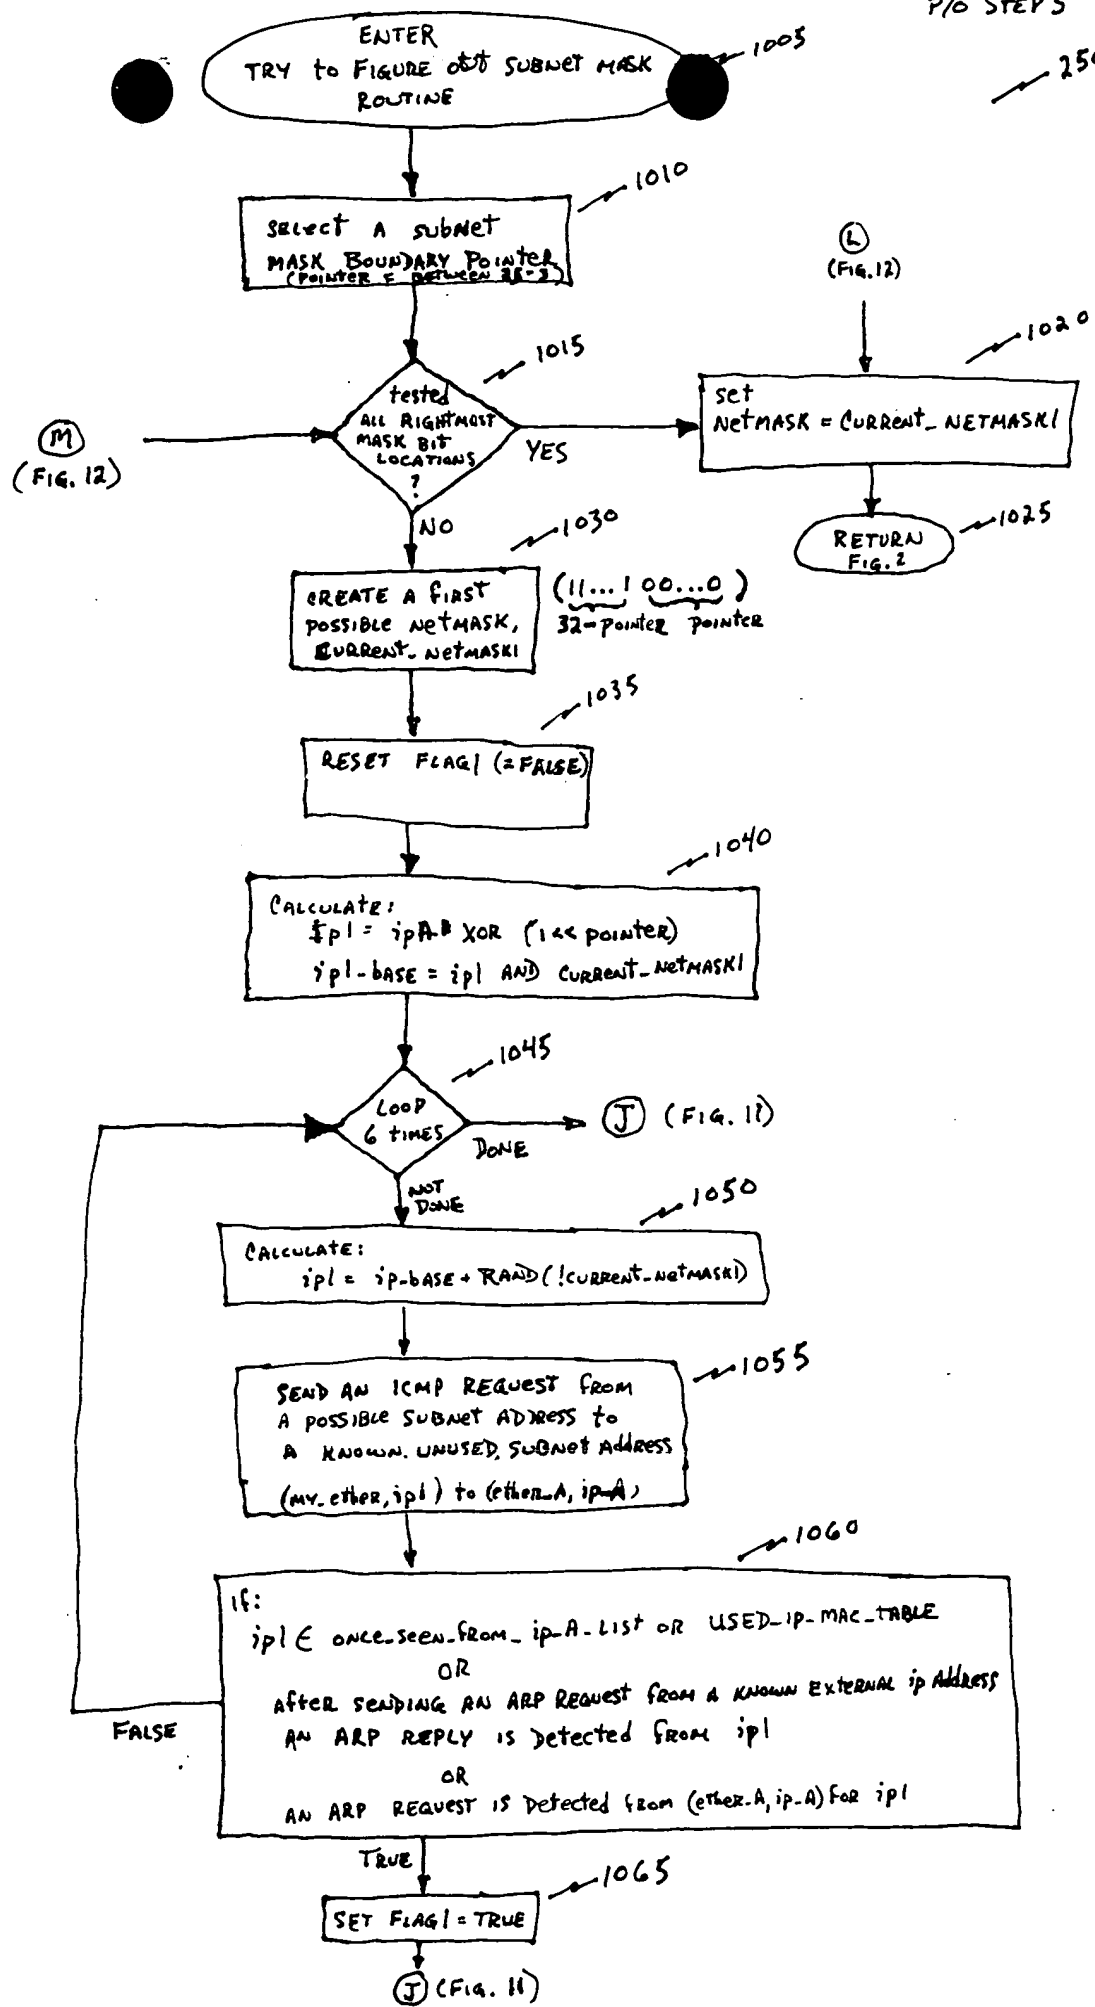 P/O STEPS
250
ENTER
TRY to FIGURE out SUBNET MASK
ROUTINE
1005
1010
SELECT A SUBNET
MASK BOUNDARY POINTER
(POINTER = BETWEEN
(L)
(FIG. 12)
1015
1020
tested
ALL RIGHTMOST
MASK BIT
LOCATIONS
?
YES
set
NETMASK = CURRENT_NETMASK1
(M)
(FIG. 12)
NO
1025
RETURN
FIG. 2
1030
CREATE A FIRST
POSSIBLE NETMASK,
CURRENT_NETMASK1
(11...1 00...0)
32-POINTER POINTER
1035
RESET FLAG1 (=FALSE)
1040
CALCULATE:
ip1 = ipA XOR (1<< POINTER)
ip1-BASE = ip1 AND CURRENT_NETMASK1
1045
LOOP
6 TIMES
DONE
(J) (FIG. 11)
NOT
DONE
1050
CALCULATE:
ip1 = ip-BASE + RAND(!CURRENT_NETMASK1)
1055
SEND AN ICMP REQUEST FROM
A POSSIBLE SUBNET ADDRESS TO
A KNOWN. UNUSED, SUBNET ADDRESS
(MY_ether, ip1) to (ether_A, ip_A)
1060
If:
ip1 ∈ ONCE_SEEN_FROM_ip_A_LIST OR USED_IP_MAC_TABLE
OR
AFTER SENDING AN ARP REQUEST FROM A KNOWN EXTERNAL ip ADDRESS
AN ARP REPLY IS DETECTED FROM ip1
OR
AN ARP REQUEST IS DETECTED FROM (ether_A, ip_A) FOR ip1
FALSE
TRUE
1065
SET FLAG1 = TRUE
(J) (FIG. 11)